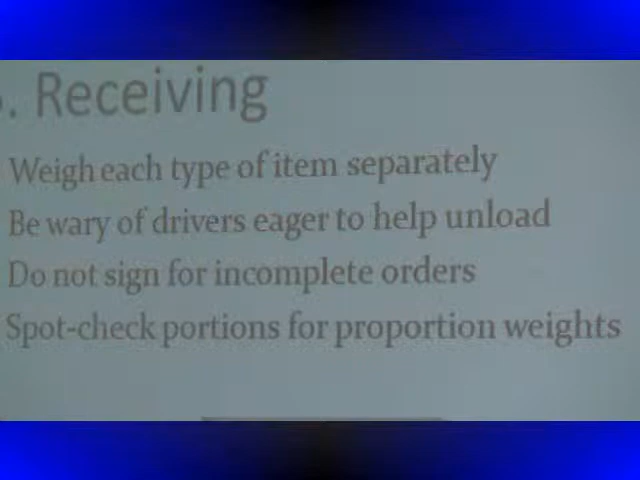 . Receiving
Weigh each type of item separately
Be wary of drivers eager to help unload
Do not sign for incomplete orders
Spot-check portions for proportion weights